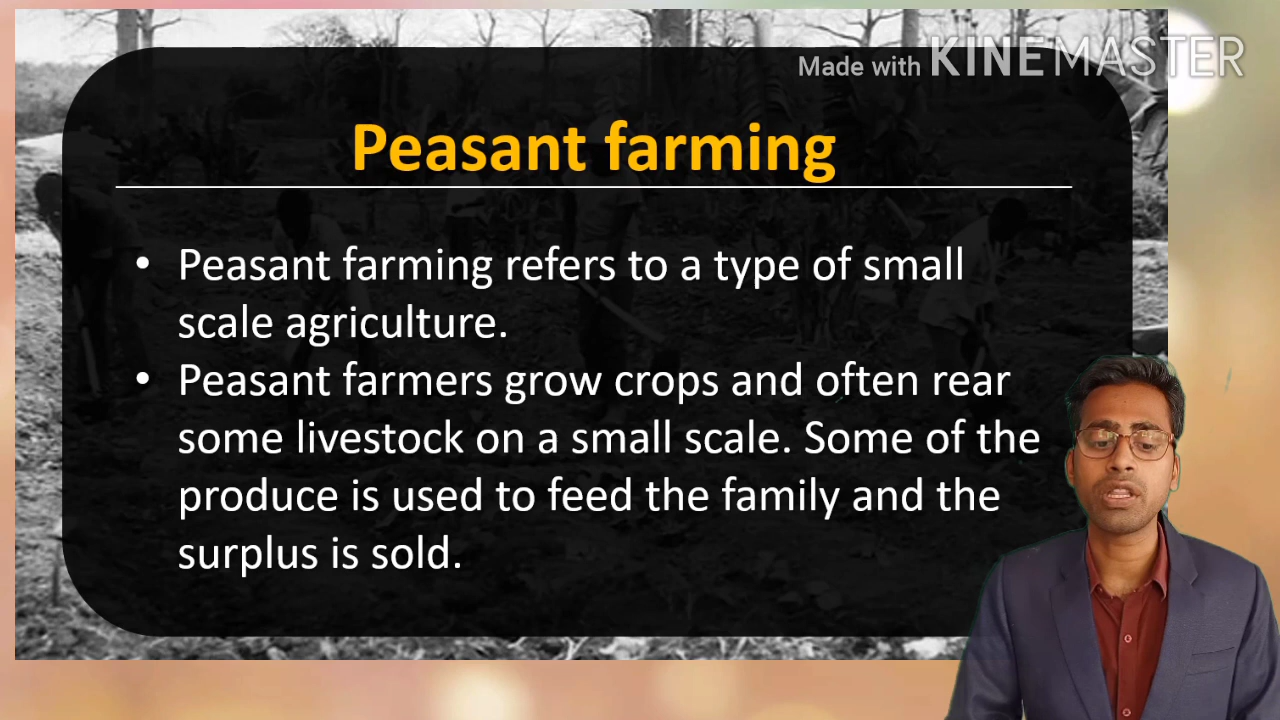 Made with KINEMASTER
Peasant farming
• Peasant farming refers to a type of small
scale agriculture.
• Peasant farmers grow crops and often rear
some livestock on a small scale. Some of the
produce is used to feed the family and the
surplus is sold.